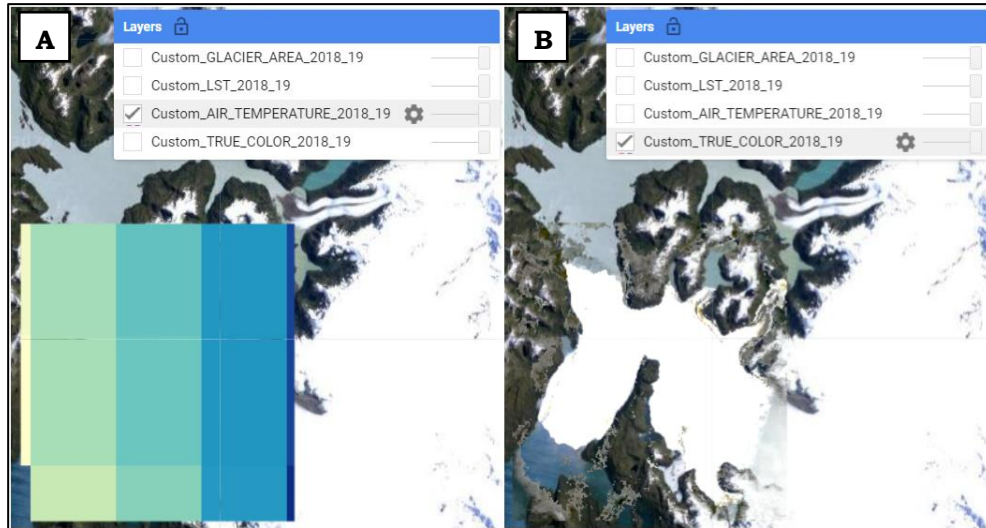 A
Layers
Custom_GLACIER_AREA_2018_19
Custom_LST_2018_19
Custom_AIR_TEMPERATURE_2018_19
Custom_TRUE_COLOR_2018_19
B
Layers
Custom_GLACIER_AREA_2018_19
Custom_LST_2018_19
Custom_AIR_TEMPERATURE_2018_19
Custom_TRUE_COLOR_2018_19